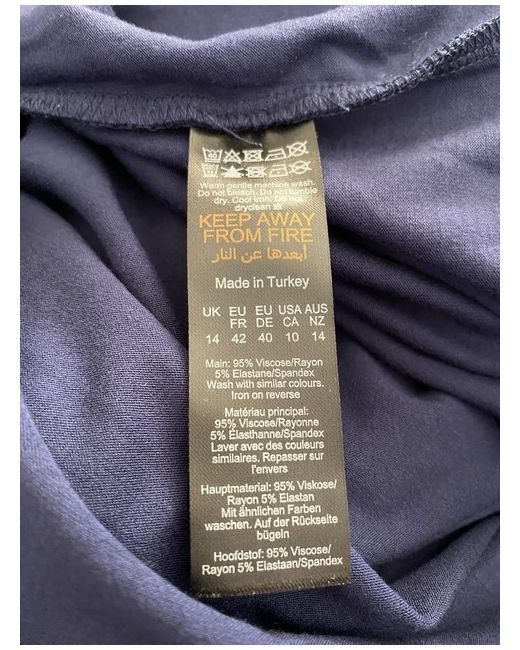 Warm gentle machine wash.
Do not bleach. Do not tumble
dry. Cool iron. Do not
dryclean
KEEP AWAY
FROM FIRE
أبعدها عن النار
Made in Turkey
UK EU EU USA AUS
FR DE CA NZ
14 42 40 10 14
Main: 95% Viscose/Rayon
5% Elastane/Spandex
Wash with similar colours.
Iron on reverse
Matériau principal:
95% Viscose/Rayonne
5% Élasthanne/Spandex
Laver avec des couleurs
similaires. Repasser sur
l'envers
Hauptmaterial: 95% Viskose/
Rayon 5% Elastan
Mit ähnlichen Farben
waschen. Auf der Rückseite
bügeln
Hoofdstof: 95% Viscose/
Rayon 5% Elastaan/Spandex